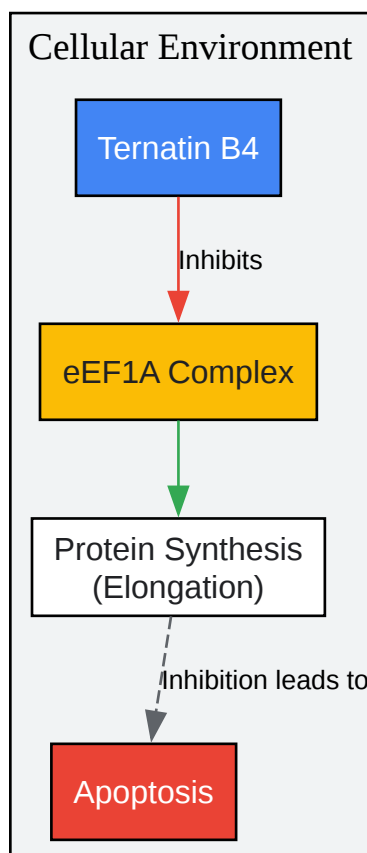 Cellular Environment
Ternatin B4
Inhibits
eEF1A Complex
Protein Synthesis
(Elongation)
Inhibition leads to
Apoptosis